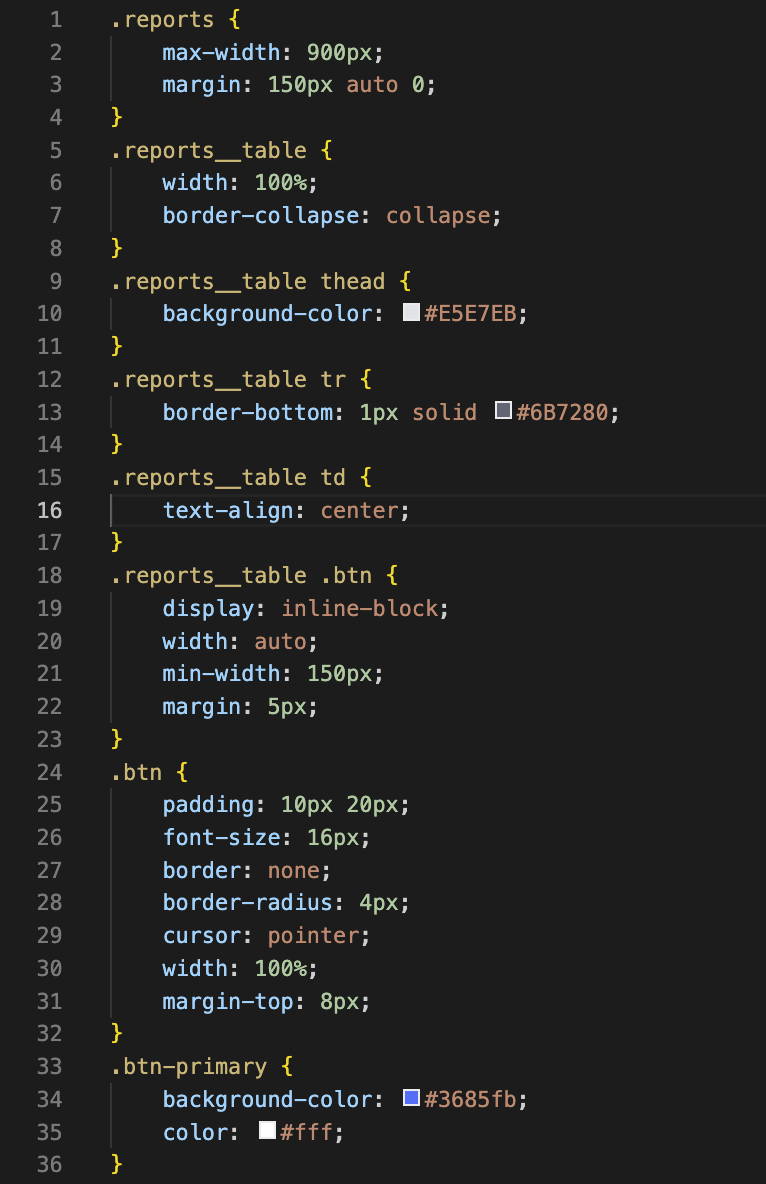 1 .reports {
2 max-width: 900px;
3 margin: 150px auto 0;
4 }
5 .reports__table {
6 width: 100%;
7 border-collapse: collapse;
8 }
9 .reports__table thead {
10 background-color: #E5E7EB;
11 }
12 .reports__table tr {
13 border-bottom: 1px solid #6B7280;
14 }
15 .reports__table td {
16 text-align: center;
17 }
18 .reports__table .btn {
19 display: inline-block;
20 width: auto;
21 min-width: 150px;
22 margin: 5px;
23 }
24 .btn {
25 padding: 10px 20px;
26 font-size: 16px;
27 border: none;
28 border-radius: 4px;
29 cursor: pointer;
30 width: 100%;
31 margin-top: 8px;
32 }
33 .btn-primary {
34 background-color: #3685fb;
35 color: #fff;
36 }